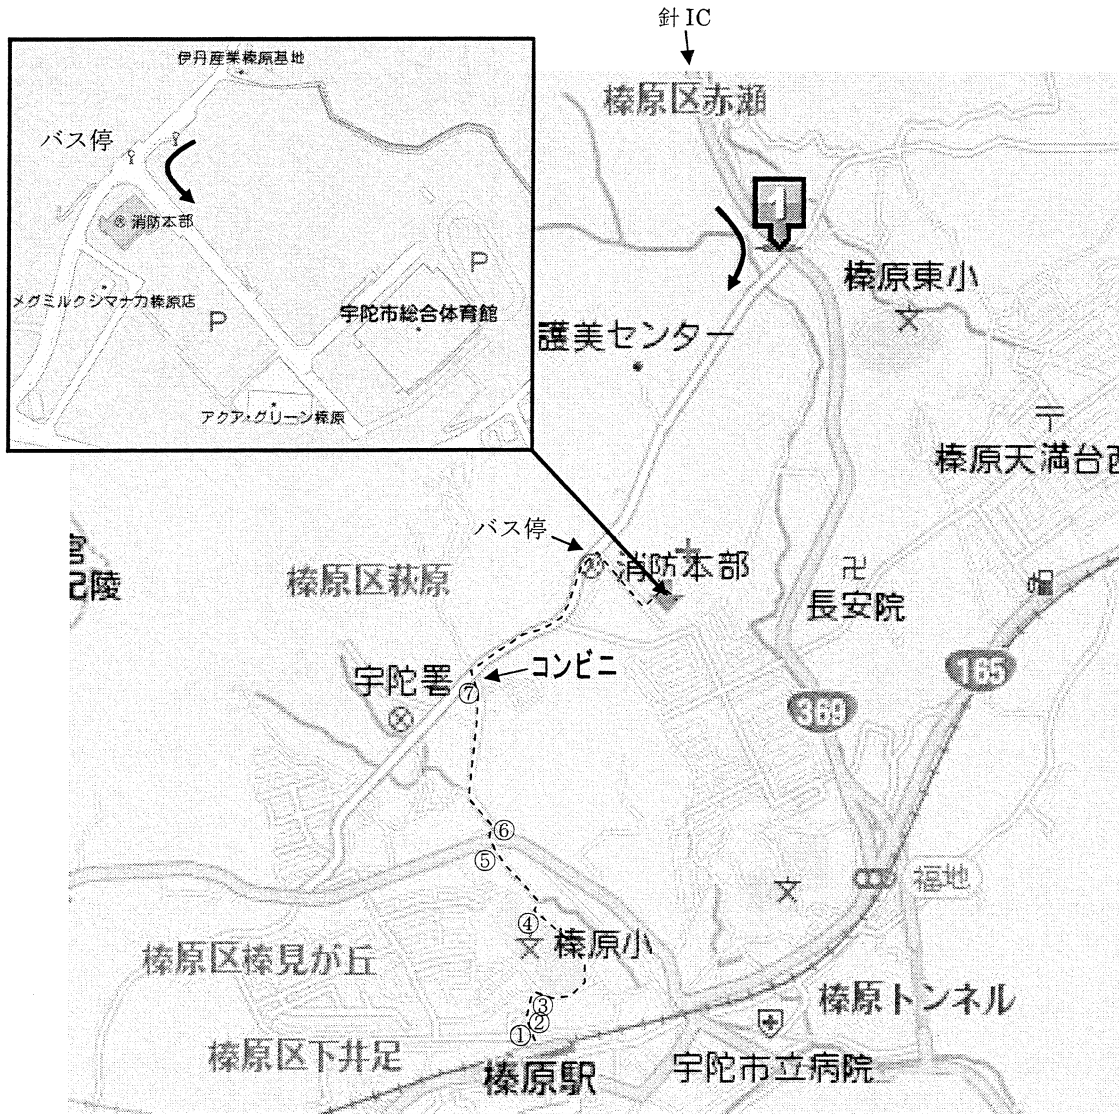 針IC
伊丹産業榛原基地
バス停
消防本部
P
メグミルクシマナカ榛原店
P
宇陀市総合体育館
アクア・グリーン榛原
榛原区赤瀬
1
榛原東小
護美センター
榛原天満台西
バス停
消防本部
榛原区萩原
長安院
コンビニ
宇陀署
⑦
165
369
⑥
⑤
福地
④
榛原小
榛原区榛見が丘
③
②
①
榛原トンネル
榛原区下井足
榛原駅
宇陀市立病院